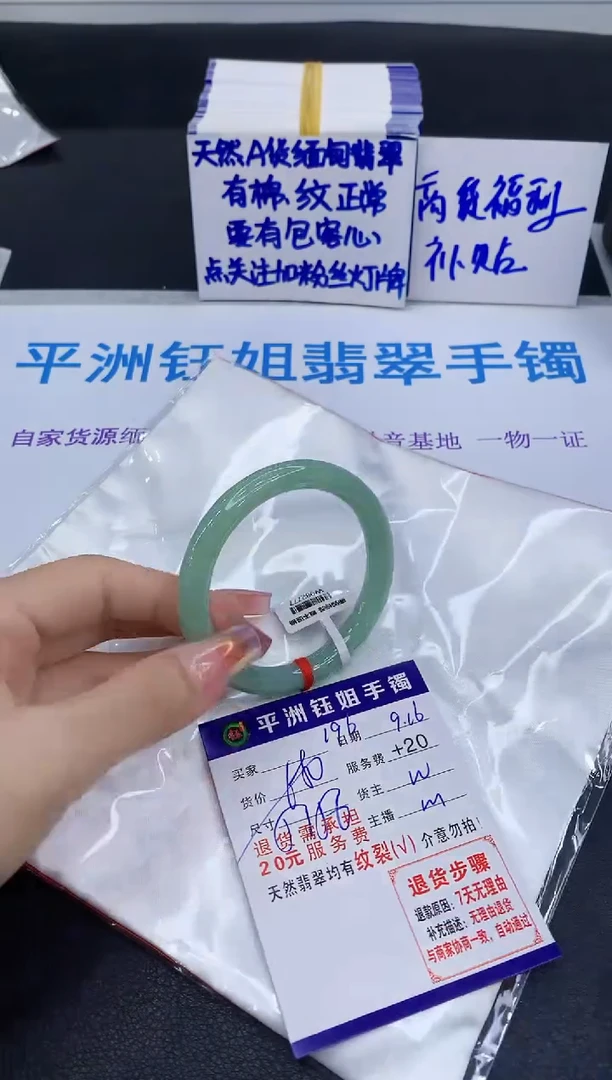 天然A货缅甸翡翠
有棉、纹正常
要有包容心
点关注加粉丝灯牌
商货福利
补贴
平洲钰姐翡翠手镯
自家货源缅
音基地 一物一证
平洲钰姐手镯
196 日期 9.16
买家
服务费 +20
货价
货主 W
尺寸
主播 m
退货需承担
20元服务费
天然翡翠均有纹裂(√) 介意勿拍!
退货步骤
退款原因:7天无理由
补充描述:无理由退货
与商家协商一致,自动通过